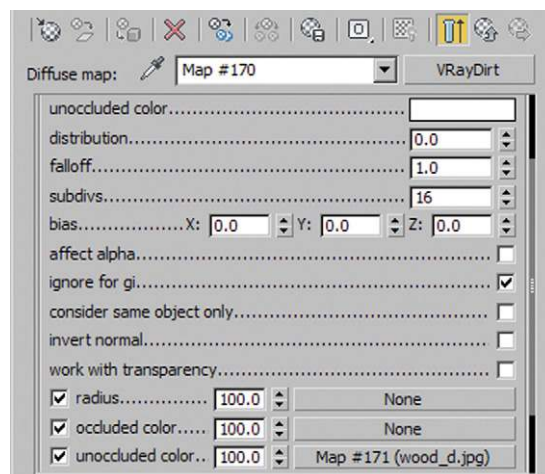 Diffuse map: Map #170 VRayDirt
unoccluded color
distribution 0.0
falloff 1.0
subdivs 16
bias X: 0.0 Y: 0.0 Z: 0.0
affect alpha
ignore for gi
consider same object only
invert normal
work with transparency
radius 100.0 None
occluded color 100.0 None
unoccluded color 100.0 Map #171 (wood_d.jpg)